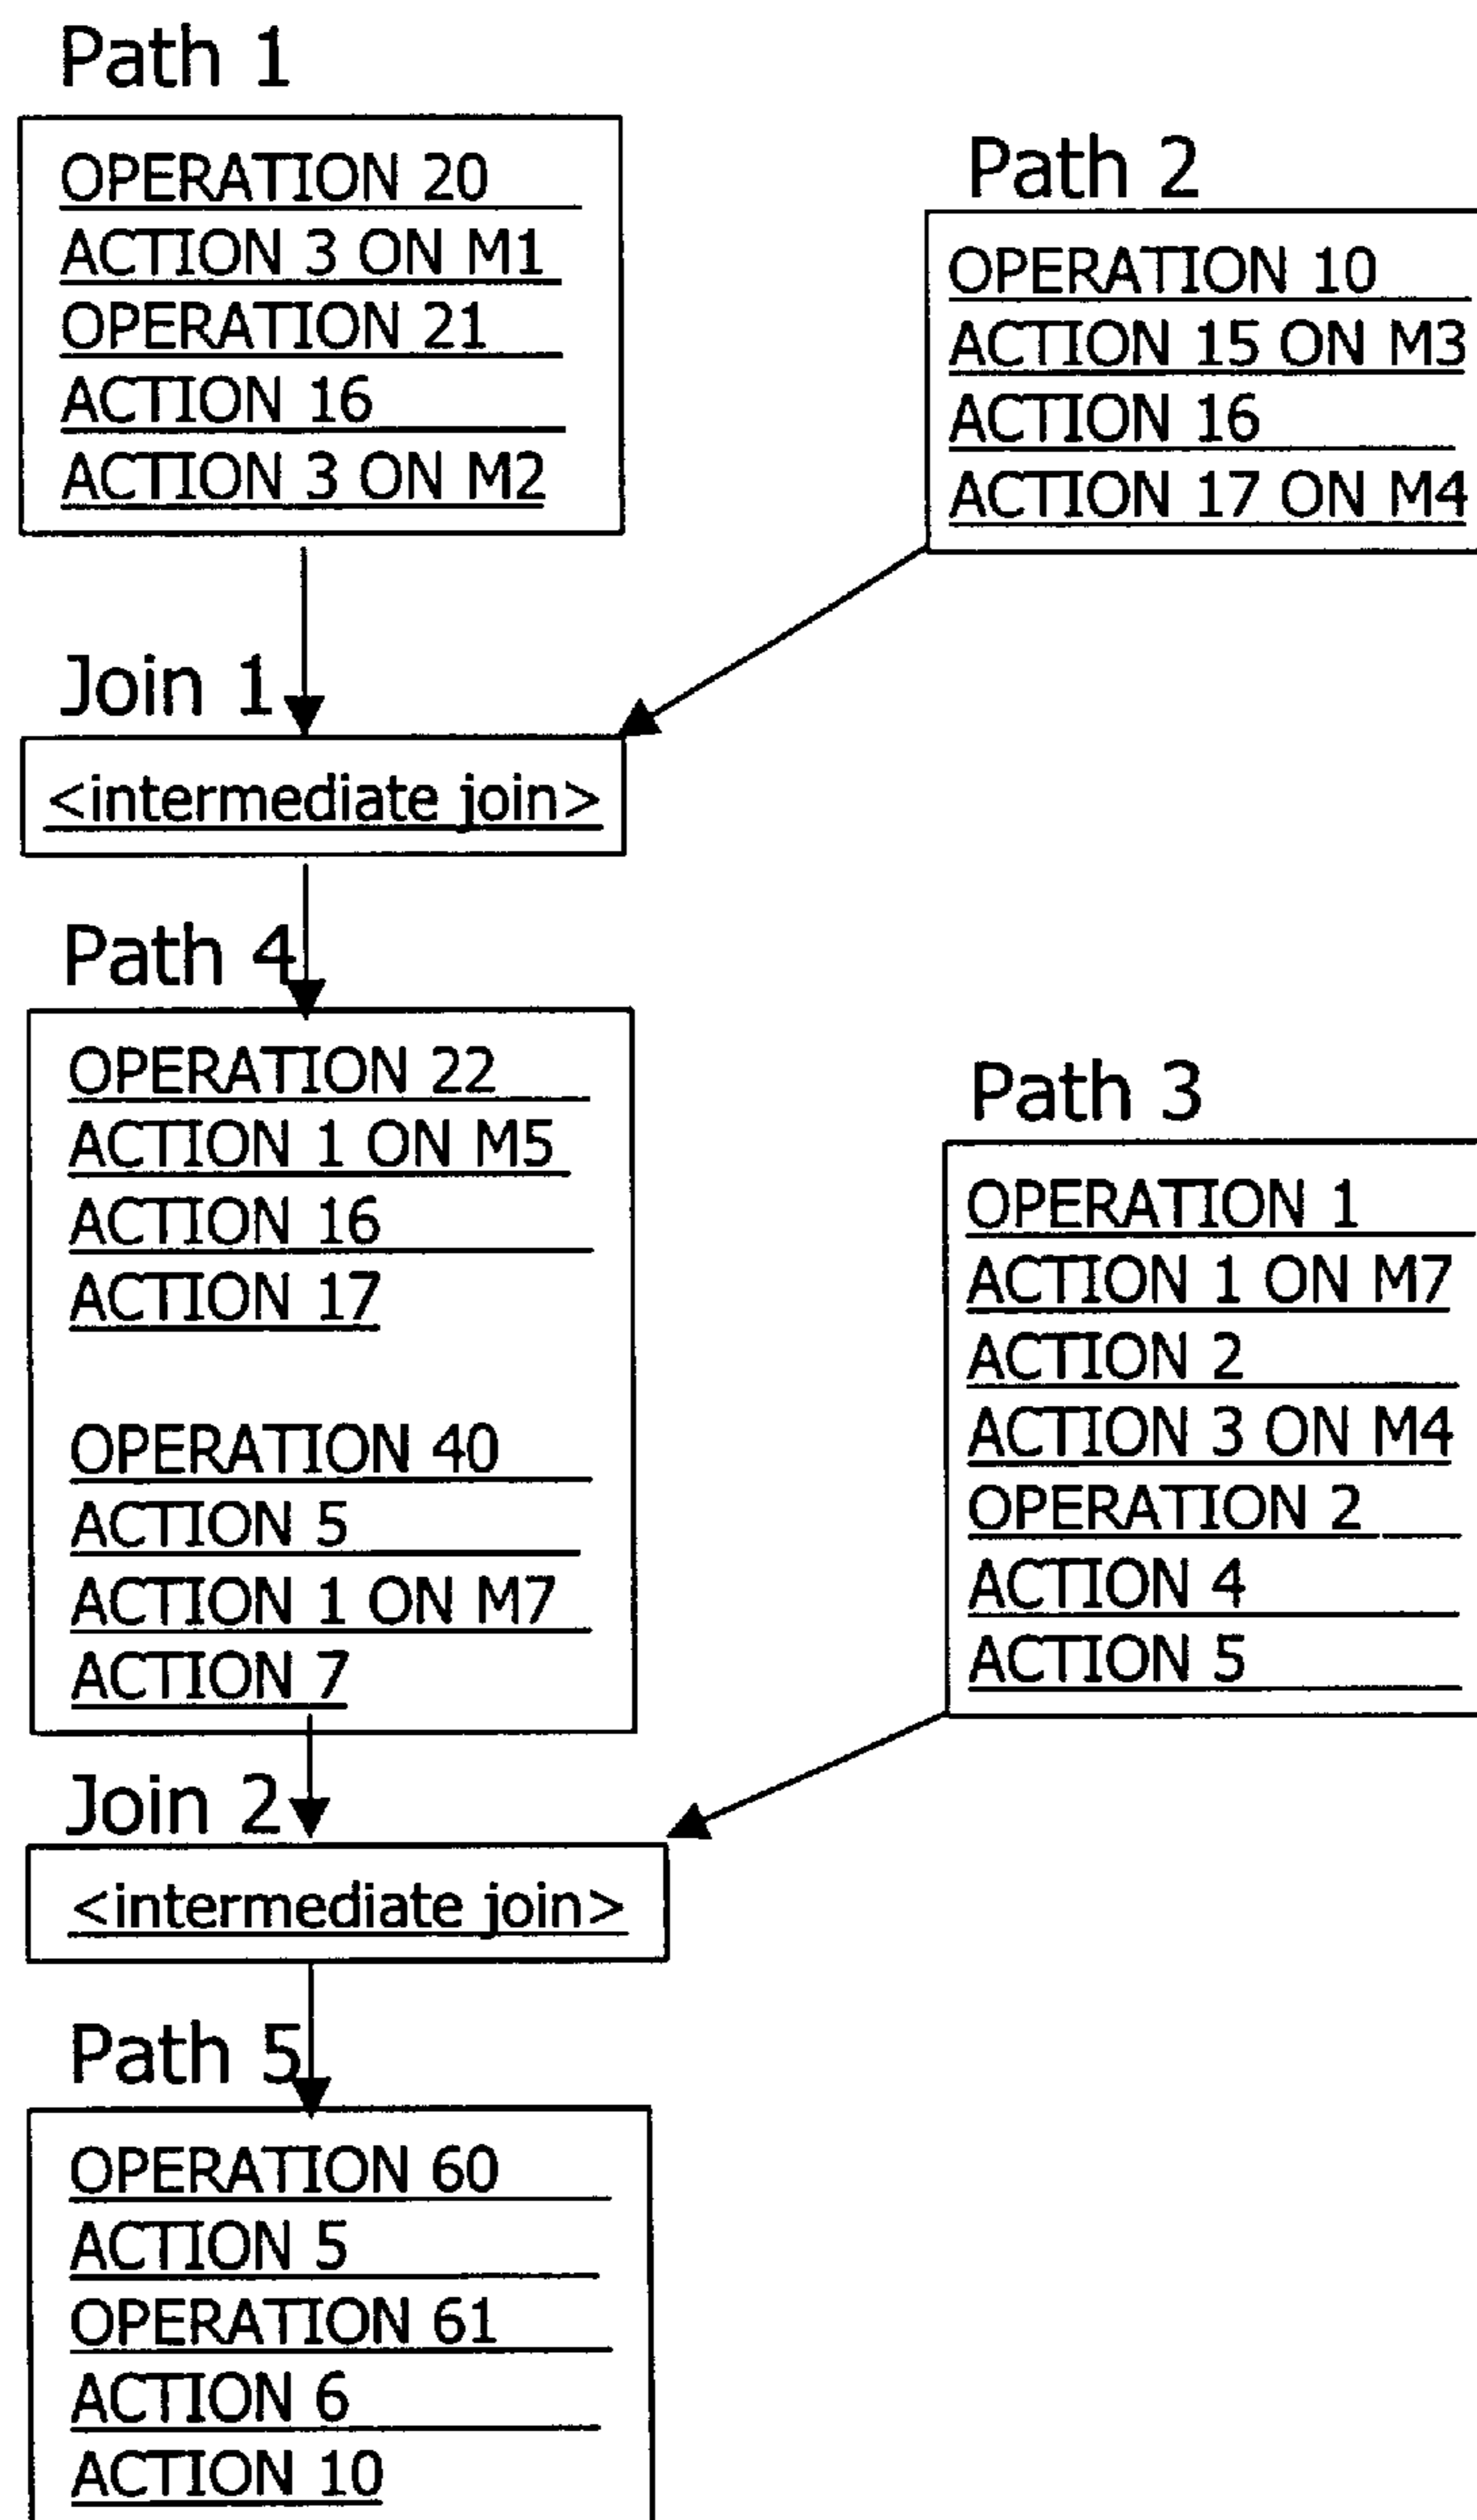 Path 1
OPERATION 20
ACTION 3 ON M1
OPERATION 21
ACTION 16
ACTION 3 ON M2
Path 2
OPERATION 10
ACTION 15 ON M3
ACTION 16
ACTION 17 ON M4
Join 1
<intermediate join>
Path 4
OPERATION 22
ACTION 1 ON M5
ACTION 16
ACTION 17
OPERATION 40
ACTION 5
ACTION 1 ON M7
ACTION 7
Path 3
OPERATION 1
ACTION 1 ON M7
ACTION 2
ACTION 3 ON M4
OPERATION 2
ACTION 4
ACTION 5
Join 2
<intermediate join>
Path 5
OPERATION 60
ACTION 5
OPERATION 61
ACTION 6
ACTION 10